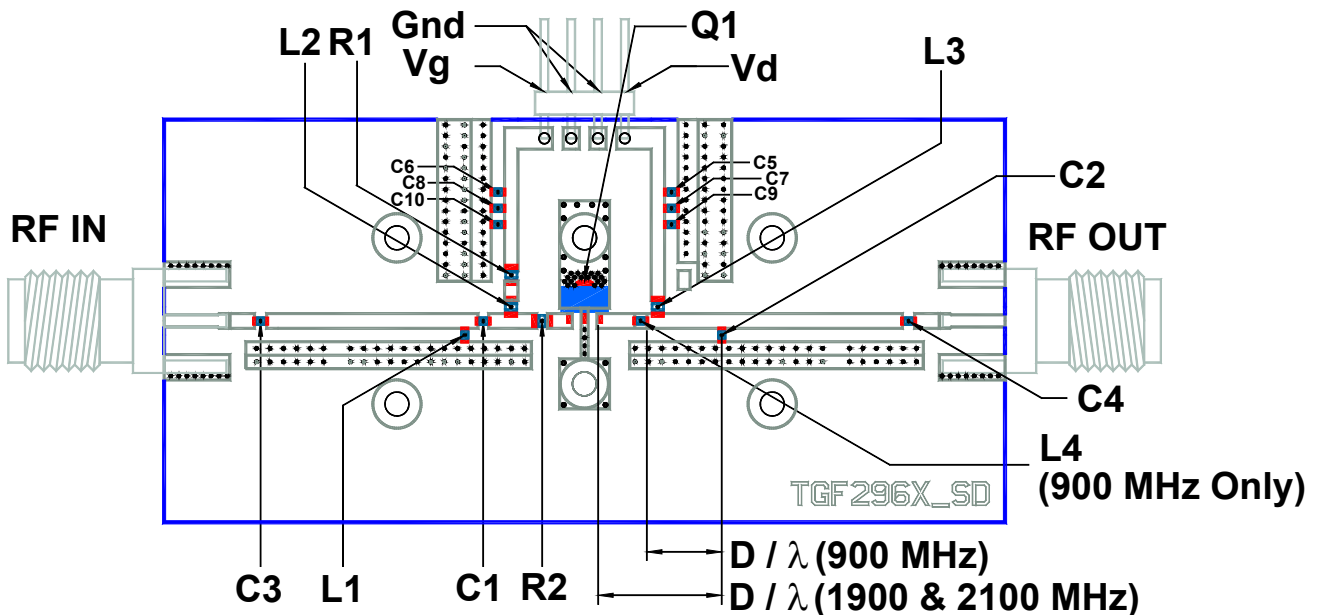 Gnd
Q1
L2 R1
Vg
Vd
L3
C6
C5
C8
C7
C10
C9
C2
RF IN
RF OUT
C4
L4
(900 MHz Only)
TGF296X_SD
D / λ (900 MHz)
C3
L1
C1
R2
D / λ (1900 & 2100 MHz)